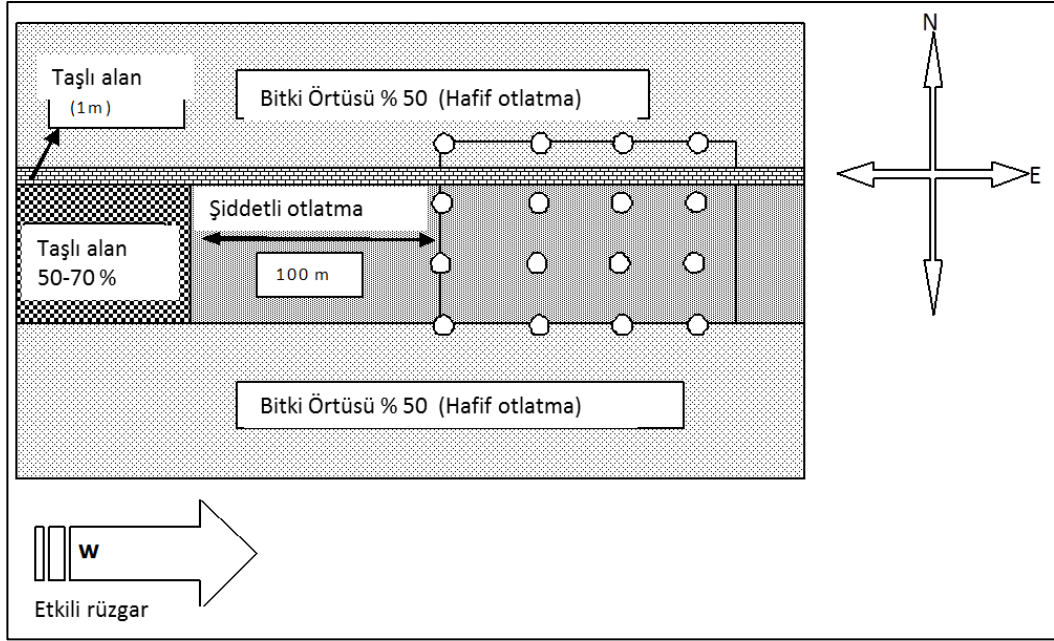 Taşlı alan
(1m)
Bitki Örtüsü % 50 (Hafif otlatma)
N
E
Şiddetli otlatma
Taşlı alan
50-70 %
100 m
Bitki Örtüsü % 50 (Hafif otlatma)
W
Etkili rüzgar